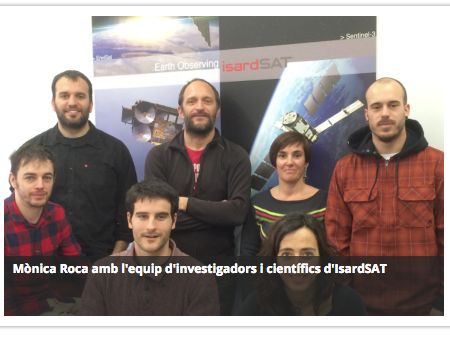 > Sentinel-3
Earth Observing isardSAT
Mònica Roca amb l'equip d'investigadors i científics d'IsardSAT